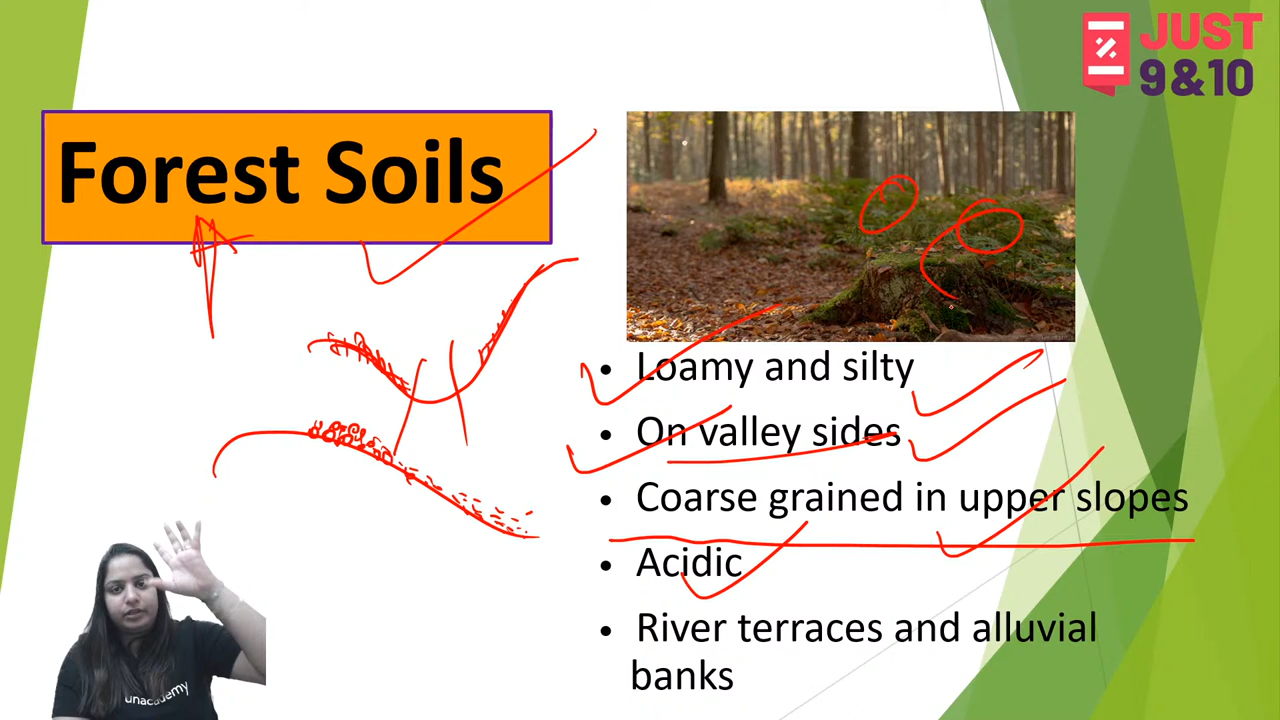 JUST
9&10
Forest Soils
• Loamy and silty
• On valley sides
• Coarse grained in upper slopes
• Acidic
• River terraces and alluvial
banks
unacademy